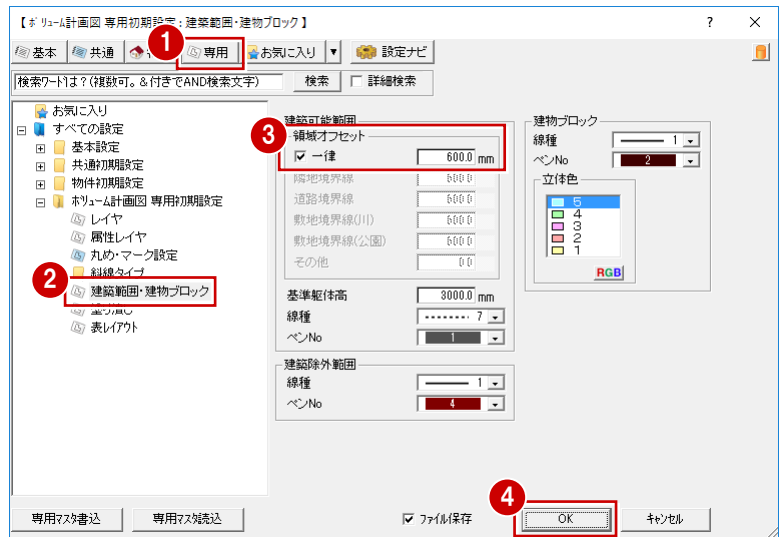 【ボリューム計画図 専用初期設定：建築範囲・建物ブロック】
? ×
基本 共通 1 専用 お気に入り ▼ 設定ナビ
検索ワードは？(複数可。＆付きでAND検索文字) 検索 詳細検索
お気に入り
すべての設定
基本設定
共通初期設定
物件初期設定
ボリューム計画図 専用初期設定
レイヤ
属性レイヤ
丸め・マーク設定
斜線タイプ
2 建築範囲・建物ブロック
塗り潰し
表レイアウト
建築可能範囲
3 領域オフセット
一律 600.0 mm
隣地境界線 600.0
道路境界線 600.0
敷地境界線(川) 600.0
敷地境界線(公園) 600.0
その他 0.0
基準躯体高 3000.0 mm
線種 7
ペンNo 1
建築除外範囲
線種 1
ペンNo 4
建物ブロック
線種 1
ペンNo 2
立体色
5
4
3
2
1
RGB
専用マスタ書込 専用マスタ読込 ファイル保存 4 OK キャンセル